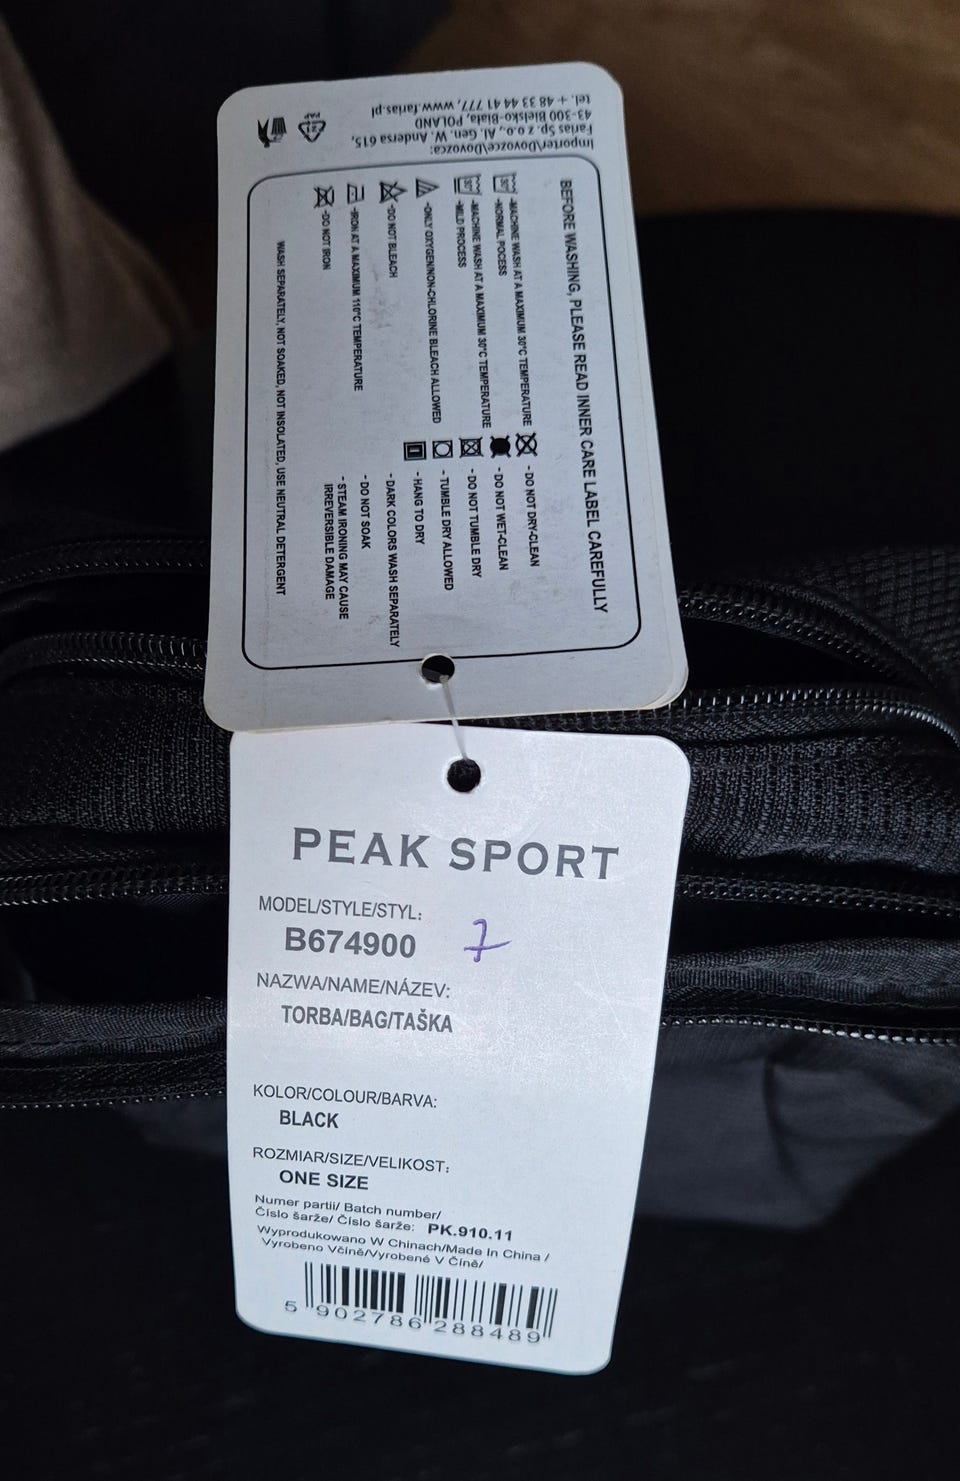 Importer\Dovozce\Dovozca:
Farias Sp. z o.o., Al. Gen. W. Andersa 615,
43-300 Bielsko-Biała, POLAND
tel. + 48 33 44 41 777, www.farias.pl
BEFORE WASHING, PLEASE READ INNER CARE LABEL CAREFULLY
30°
-MACHINE WASH AT A MAXIMUM 30°C TEMPERATURE
-NORMAL POCESS
30°
-MACHINE WASH AT A MAXIMUM 30°C TEMPERATURE
-MILD PROCESS
-ONLY OXYGEN/NON-CHLORINE BLEACH ALLOWED
-DO NOT BLEACH
-IRON AT A MAXIMUM 110°C TEMPERATURE
-DO NOT IRON
- DO NOT DRY-CLEAN
- DO NOT WET-CLEAN
- DO NOT TUMBLE DRY
- TUMBLE DRY ALLOWED
- HANG TO DRY
- DARK COLORS WASH SEPARATELY
- DO NOT SOAK
- STEAM IRONING MAY CAUSE
IRREVERSIBLE DAMAGE
WASH SEPARATELY, NOT SOAKED, NOT INSOLATED, USE NEUTRAL DETERGENT
PEAK SPORT
MODEL/STYLE/STYL:
B674900 7
NAZWA/NAME/NÁZEV:
TORBA/BAG/TAŠKA
KOLOR/COLOUR/BARVA:
BLACK
ROZMIAR/SIZE/VELIKOST:
ONE SIZE
Numer partii/ Batch number/
Číslo šarže/ Číslo šarže: PK.910.11
Wyprodukowano W Chinach/Made In China /
Vyrobeno Včíně/Vyrobené V Číně/
5 902786 288489